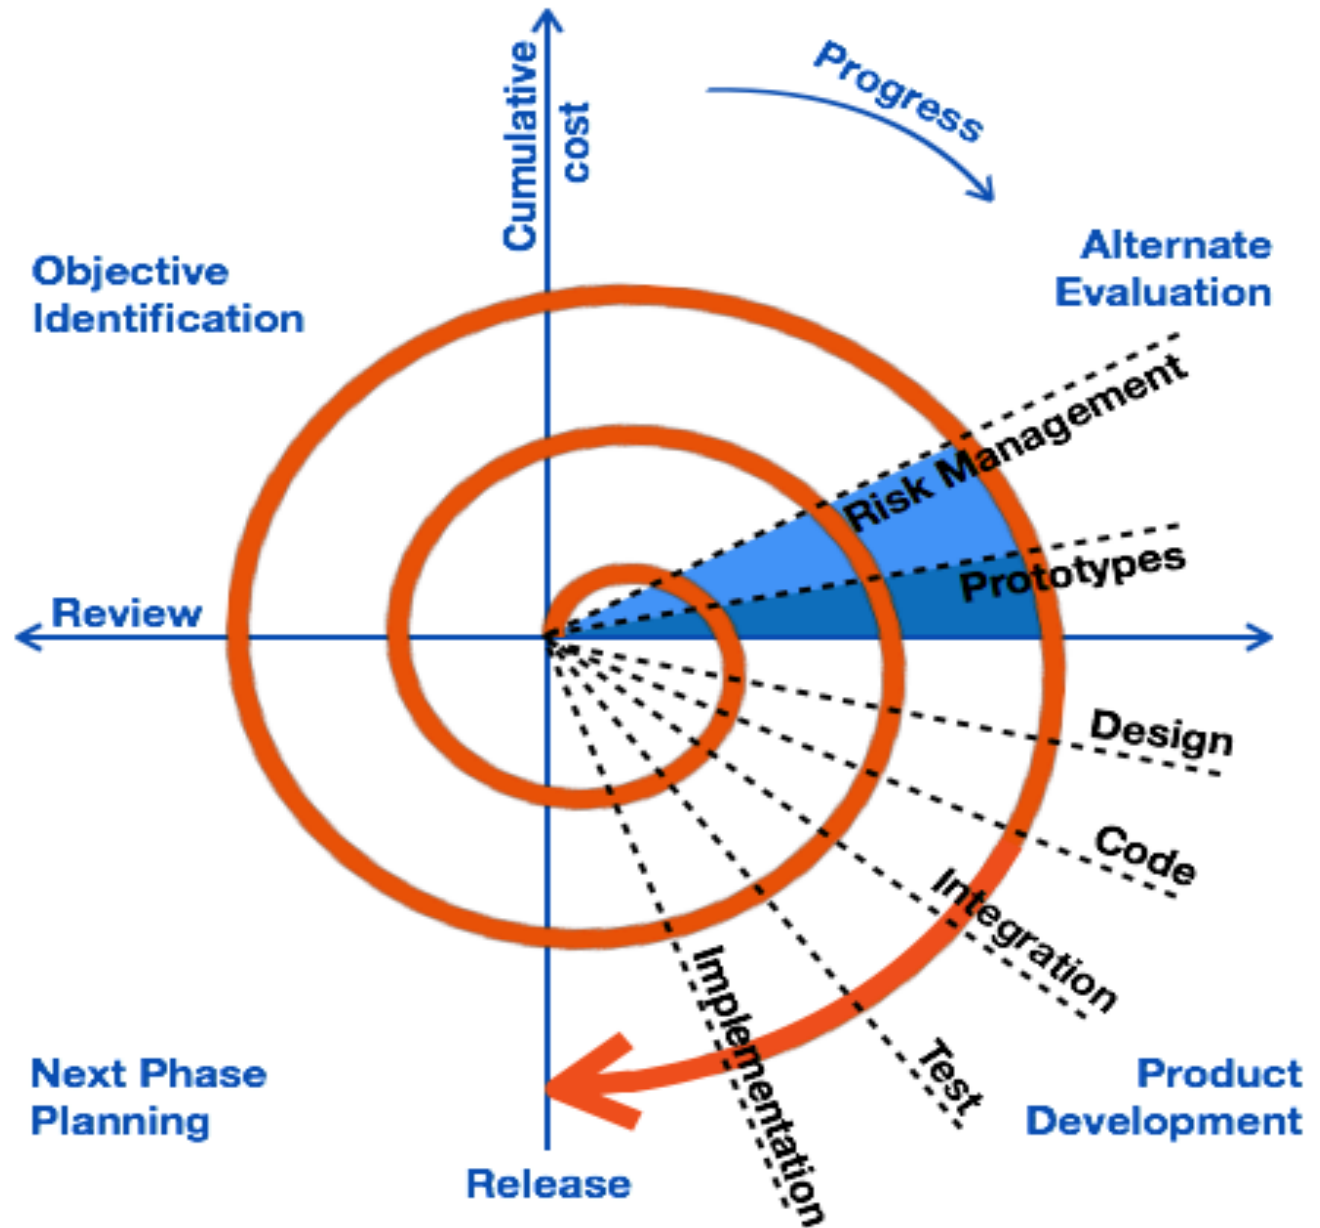 Cumulative
cost
Progress
Objective
Identification
Alternate
Evaluation
Risk Management
Prototypes
Review
Design
Code
Integration
Test
Implementation
Next Phase
Planning
Product
Development
Release